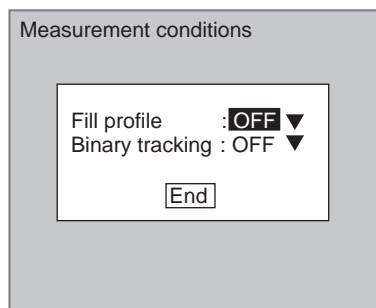 Measurement conditions
Fill profile :OFF ▼
Binary tracking : OFF ▼
End